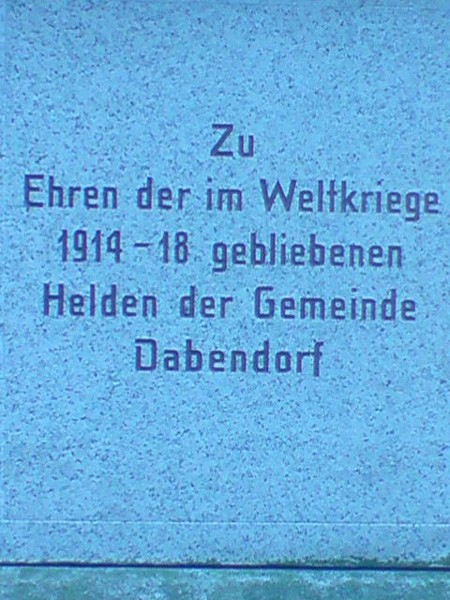 Zu
Ehren der im Weltkriege
1914-18 gebliebenen
Helden der Gemeinde
Dabendorf